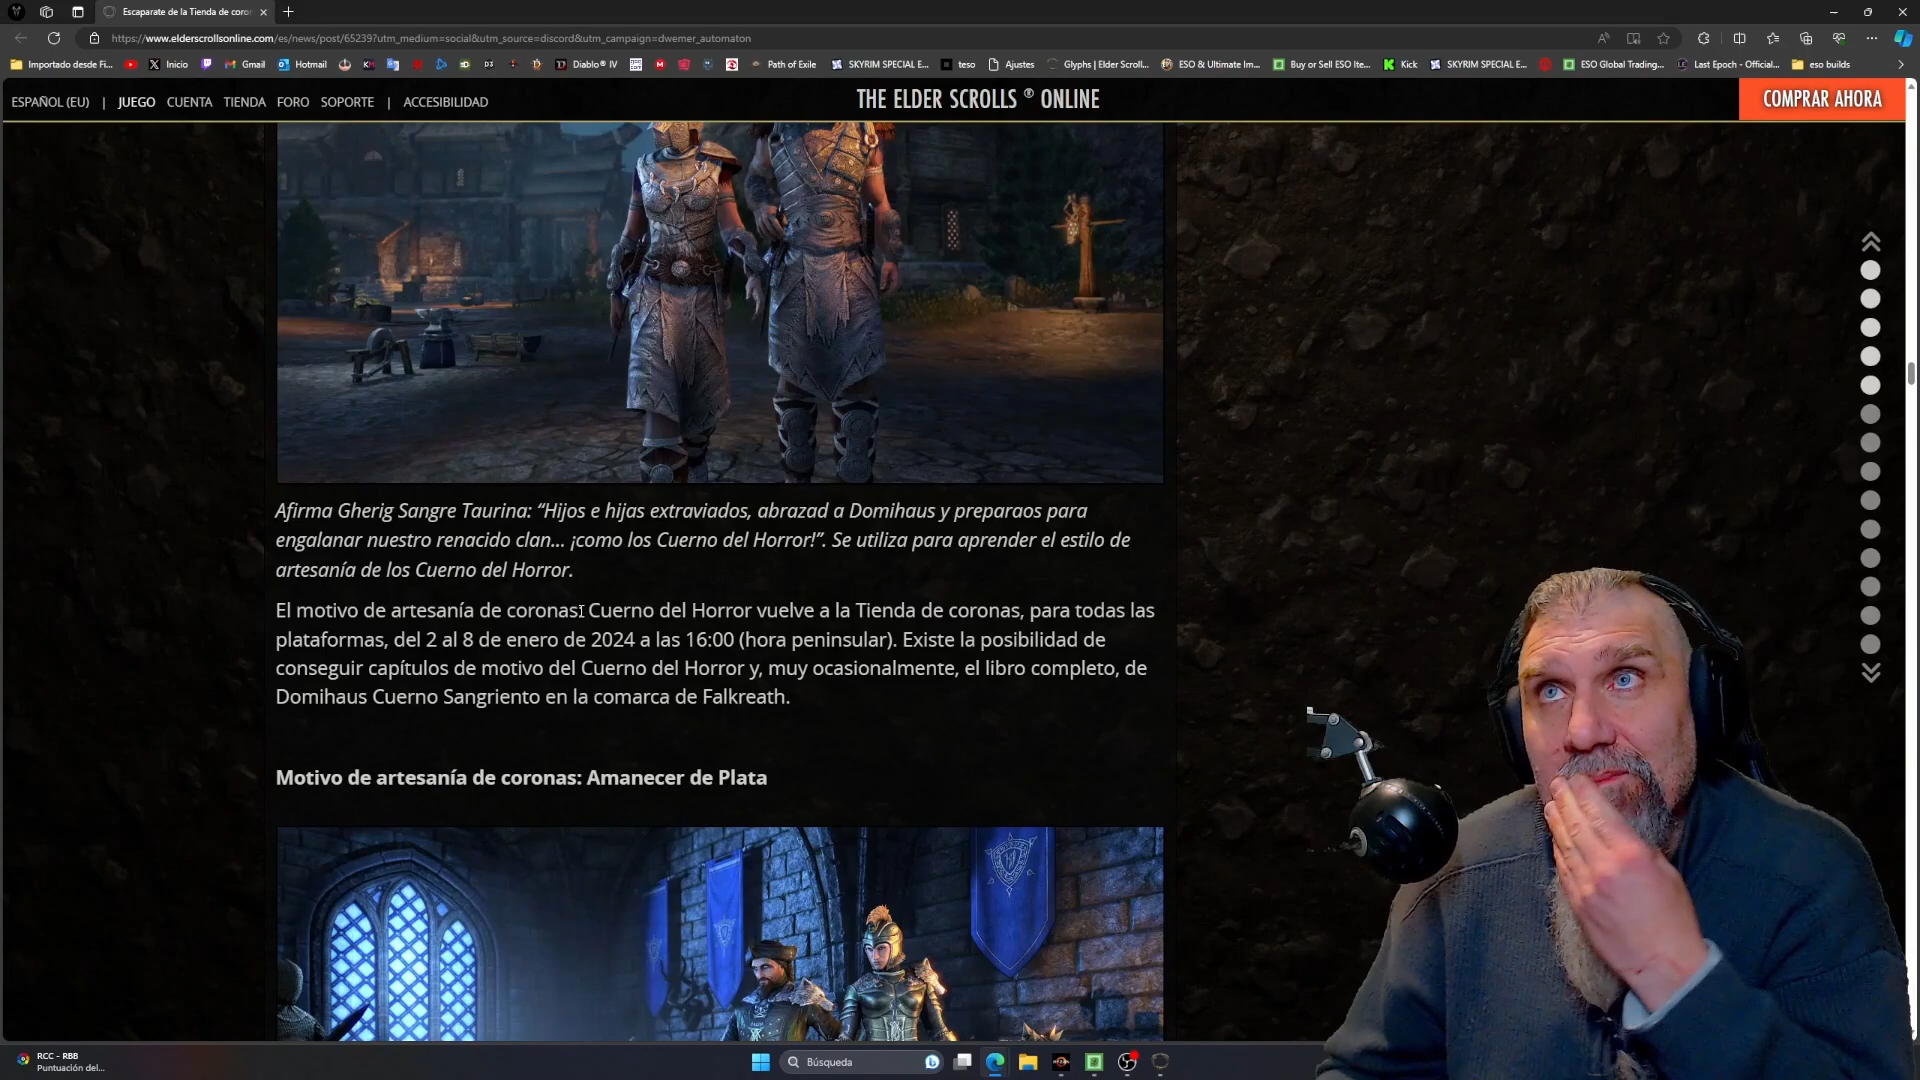 Escaparate de la Tienda de coron
https://www.elderscrollsonline.com/es/news/post/65239?utm_medium=social&utm_source=discord&utm_campaign=dwemer_automaton
Importado desde Fi... Inicio Gmail Hotmail Diablo® IV Path of Exile SKYRIM SPECIAL E... teso Ajustes Glyphs | Elder Scroll... ESO & Ultimate Im... Buy or Sell ESO Ite... Kick SKYRIM SPECIAL E... ESO Global Trading... Last Epoch - Official... eso builds
ESPAÑOL (EU) | JUEGO CUENTA TIENDA FORO SOPORTE | ACCESIBILIDAD
THE ELDER SCROLLS ® ONLINE
COMPRAR AHORA
Afirma Gherig Sangre Taurina: “Hijos e hijas extraviados, abrazad a Domihaus y preparaos para
engalanar nuestro renacido clan... ¡como los Cuerno del Horror!”. Se utiliza para aprender el estilo de
artesanía de los Cuerno del Horror.
El motivo de artesanía de coronas: Cuerno del Horror vuelve a la Tienda de coronas, para todas las
plataformas, del 2 al 8 de enero de 2024 a las 16:00 (hora peninsular). Existe la posibilidad de
conseguir capítulos de motivo del Cuerno del Horror y, muy ocasionalmente, el libro completo, de
Domihaus Cuerno Sangriento en la comarca de Falkreath.
Motivo de artesanía de coronas: Amanecer de Plata
RCC - RBB
Puntuación del...
Búsqueda